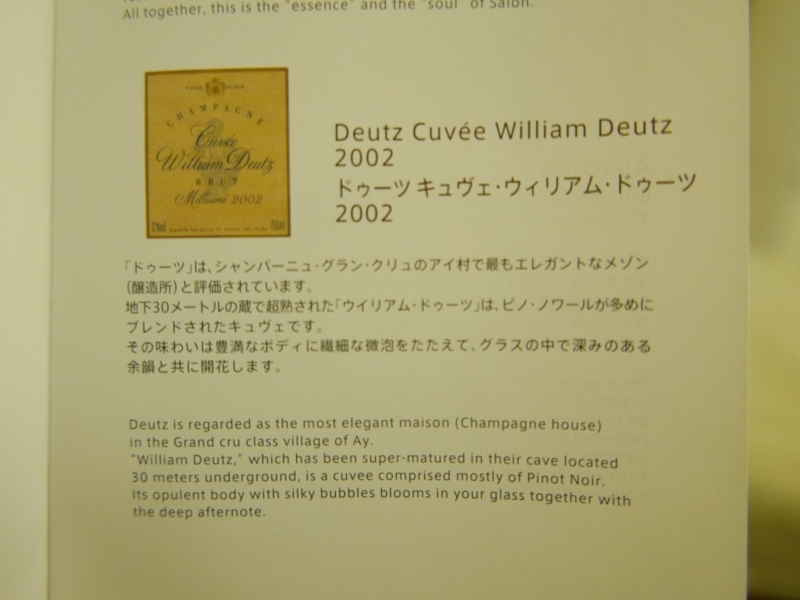 All together, this is the "essence" and the "soul" of Salon.
CHAMPAGNE
Cuvée
William Deutz
BRUT
Millésimé 2002
Deutz Cuvée William Deutz
2002
ドゥーツ キュヴェ・ウィリアム・ドゥーツ
2002
「ドゥーツ」は、シャンパーニュ・グラン・クリュのアイ村で最もエレガントなメゾン
(醸造所)と評価されています。
地下30メートルの蔵で超熟された「ウイリアム・ドゥーツ」は、ピノ・ノワールが多めに
ブレンドされたキュヴェです。
その味わいは豊満なボディに繊細な微泡をたたえて、グラスの中で深みのある
余韻と共に開花します。
Deutz is regarded as the most elegant maison (Champagne house)
in the Grand cru class village of Ay.
"William Deutz," which has been super-matured in their cave located
30 meters underground, is a cuvee comprised mostly of Pinot Noir.
Its opulent body with silky bubbles blooms in your glass together with
the deep afternote.